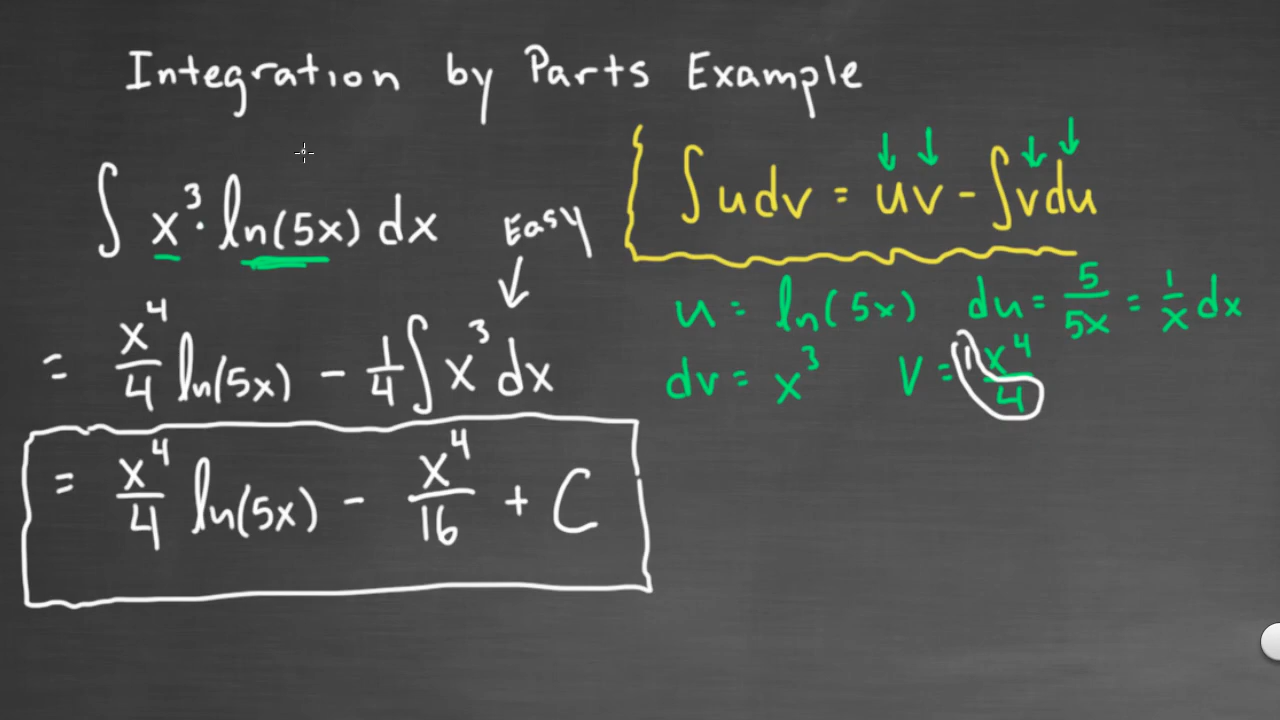 Integration by Parts Example
∫ x³ · ln(5x) dx
Easy
∫ u dv = uv - ∫ v du
u = ln(5x) du = 5/5x = 1/x dx
dv = x³ v = x⁴/4
= x⁴/4 ln(5x) - 1/4 ∫ x³ dx
= x⁴/4 ln(5x) - x⁴/16 + C